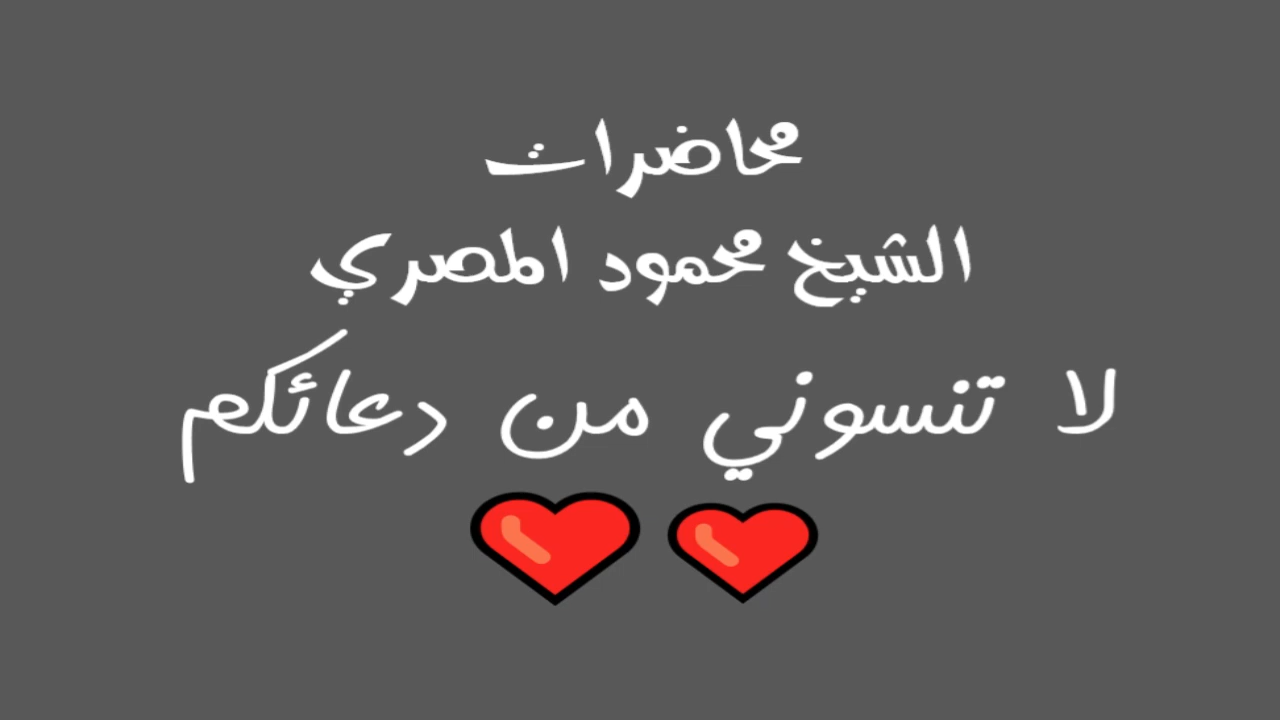 محاضرات
الشيخ محمود المصري
لا تنسوني من دعائكم